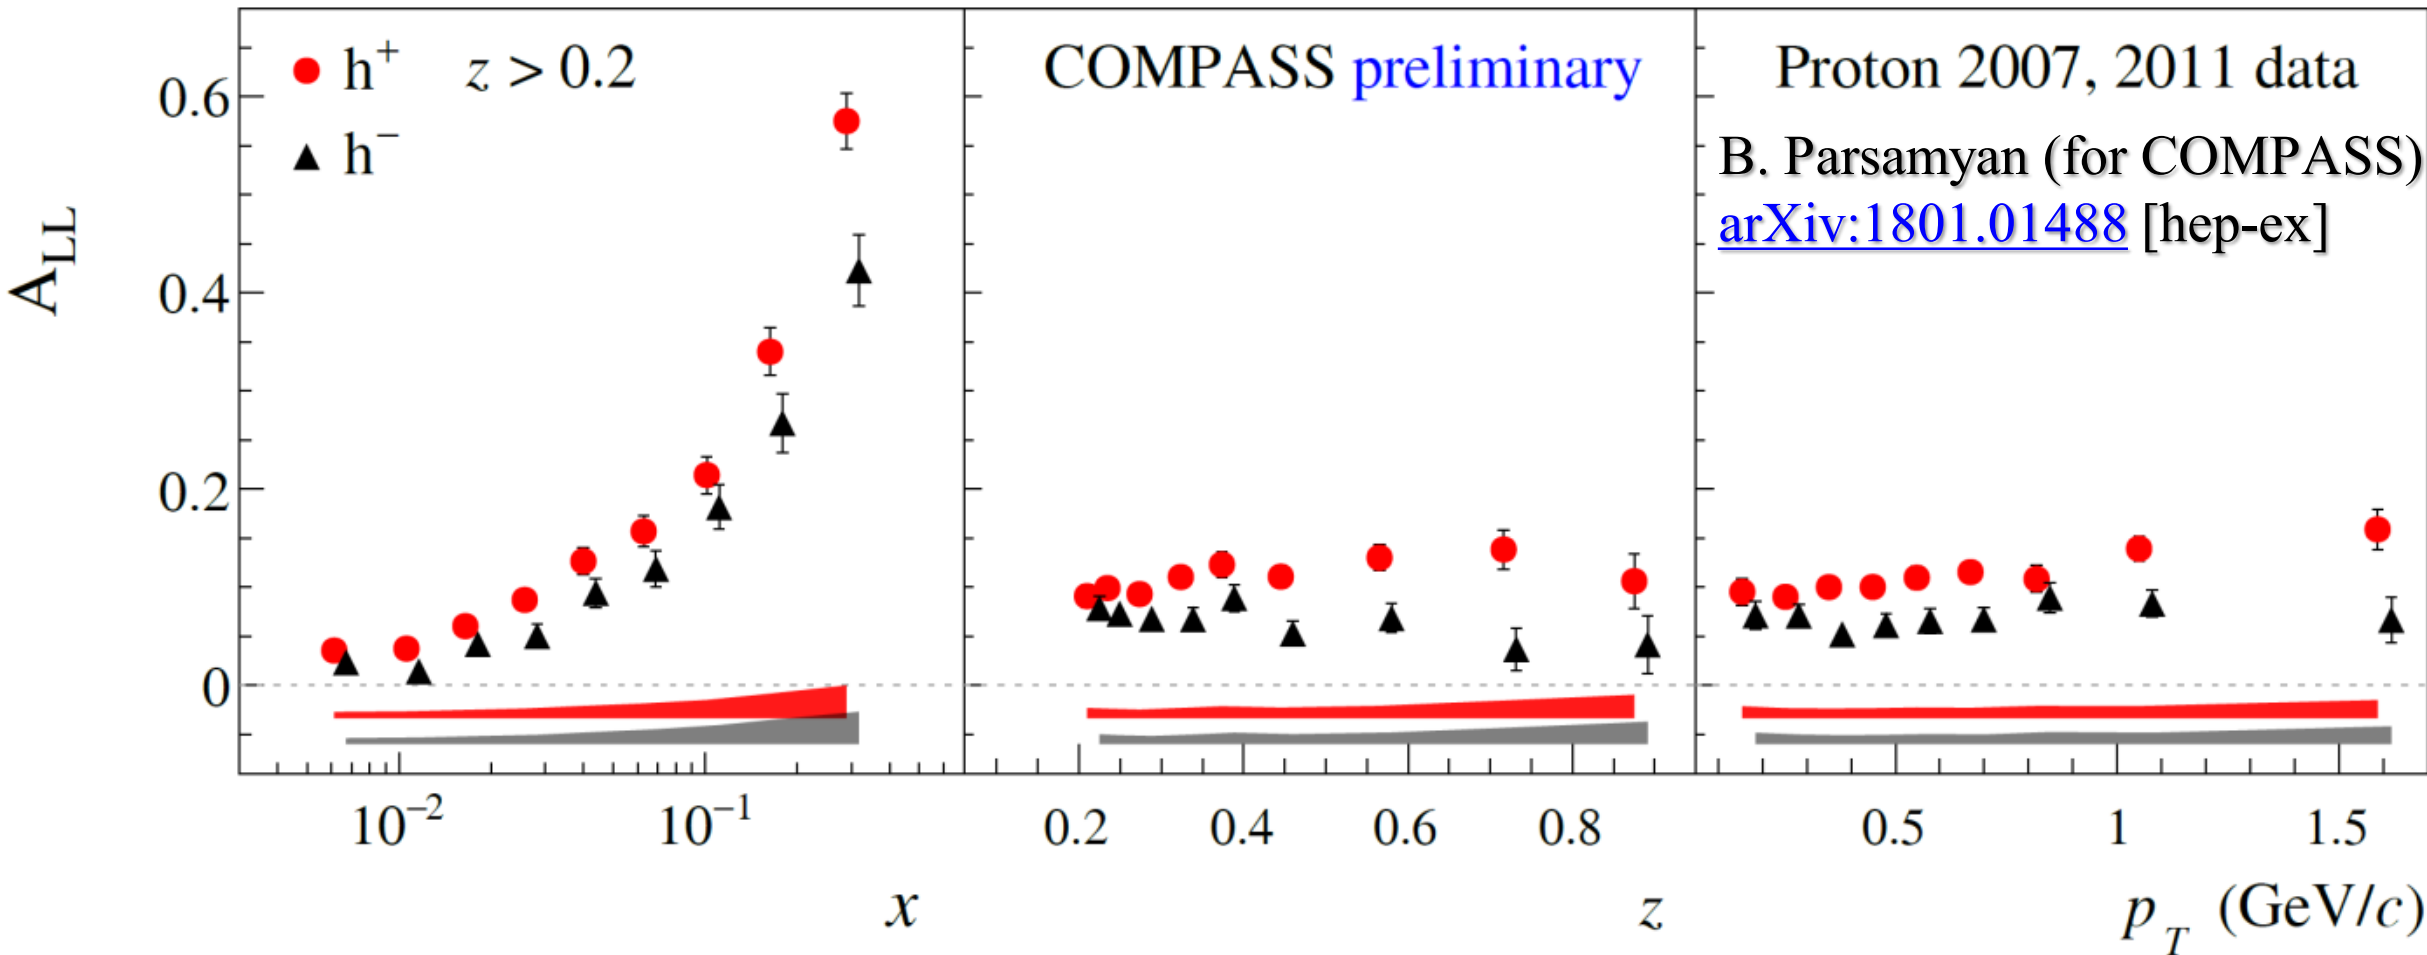 h⁺ z > 0.2
h⁻
COMPASS preliminary
Proton 2007, 2011 data
B. Parsamyan (for COMPASS)
arXiv:1801.01488 [hep-ex]
A_LL
0.6
0.4
0.2
0
10⁻² 10⁻¹
0.2 0.4 0.6 0.8
0.5 1 1.5
x
z
p_T (GeV/c)